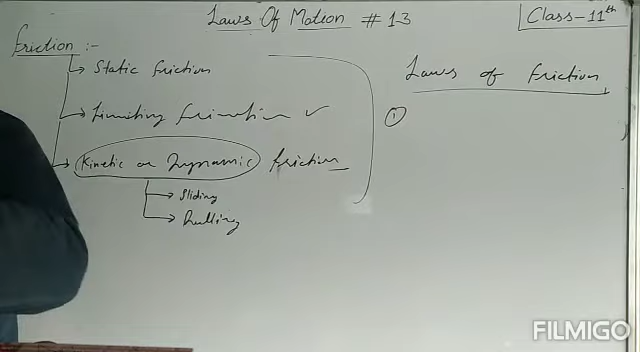 Laws Of Motion # 13
Class-11th
Friction :-
Static friction
Limiting friction ✓
Kinetic or Dynamic friction
Sliding
Rolling
Laws of friction
①
FILMIGO